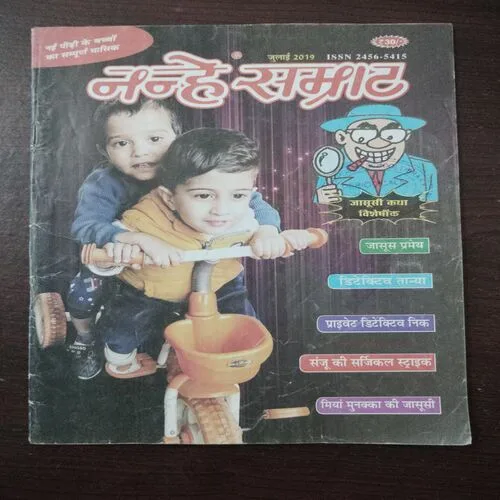 नई पीढ़ी के बच्चों
का सम्पूर्ण मासिक
₹30/-
जुलाई 2019 ISSN 2456-5415
नन्हे सम्राट
जासूसी कथा
विशेषांक
जासूस प्रमेय
डिटेक्टिव तान्या
प्राइवेट डिटेक्टिव निक
संजू की सर्जिकल स्ट्राइक
मियां मुनक्का की जासूसी